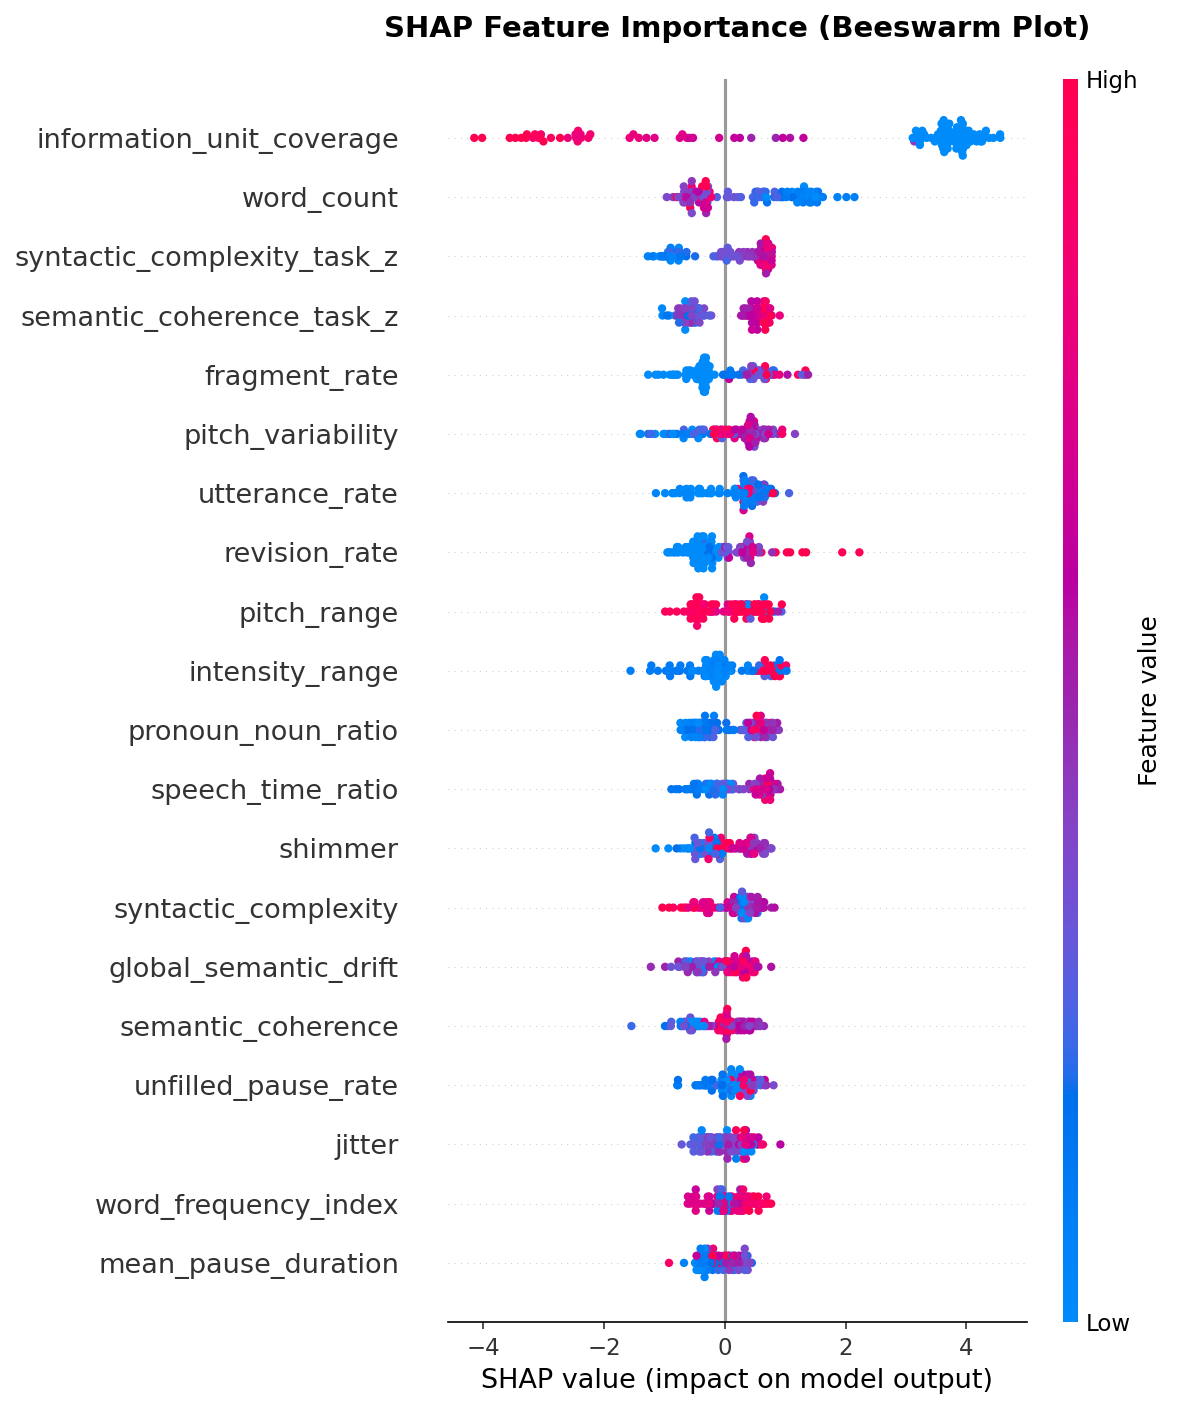 SHAP Feature Importance (Beeswarm Plot)
High
information_unit_coverage
word_count
syntactic_complexity_task_z
semantic_coherence_task_z
fragment_rate
pitch_variability
utterance_rate
revision_rate
pitch_range
intensity_range
pronoun_noun_ratio
speech_time_ratio
shimmer
syntactic_complexity
global_semantic_drift
semantic_coherence
unfilled_pause_rate
jitter
word_frequency_index
mean_pause_duration
Feature value
Low
−4 −2 0 2 4
SHAP value (impact on model output)